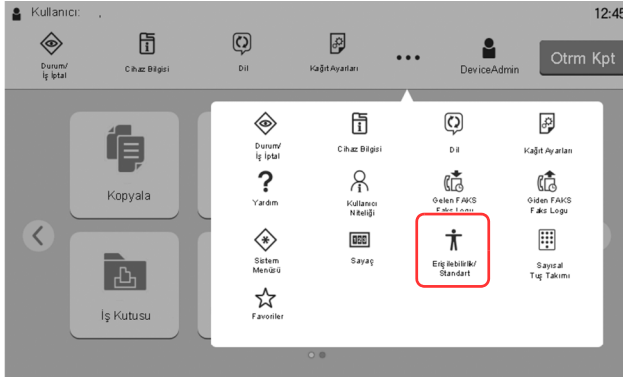 Kullanıcı: ,
12:45
Durum/
İş İptal
Cihaz Bilgisi
Dil
Kağıt Ayarları
DeviceAdmin
Otrm Kpt
Kopyala
İş Kutusu
Durum/
İş İptal
Cihaz Bilgisi
Dil
Kağıt Ayarları
Yardım
Kullanıcı
Niteliği
Gelen FAKS
Faks Logu
Giden FAKS
Faks Logu
Sistem
Menüsü
Sayaç
Erişilebilirlik/
Standart
Sayısal
Tuş Takımı
Favoriler